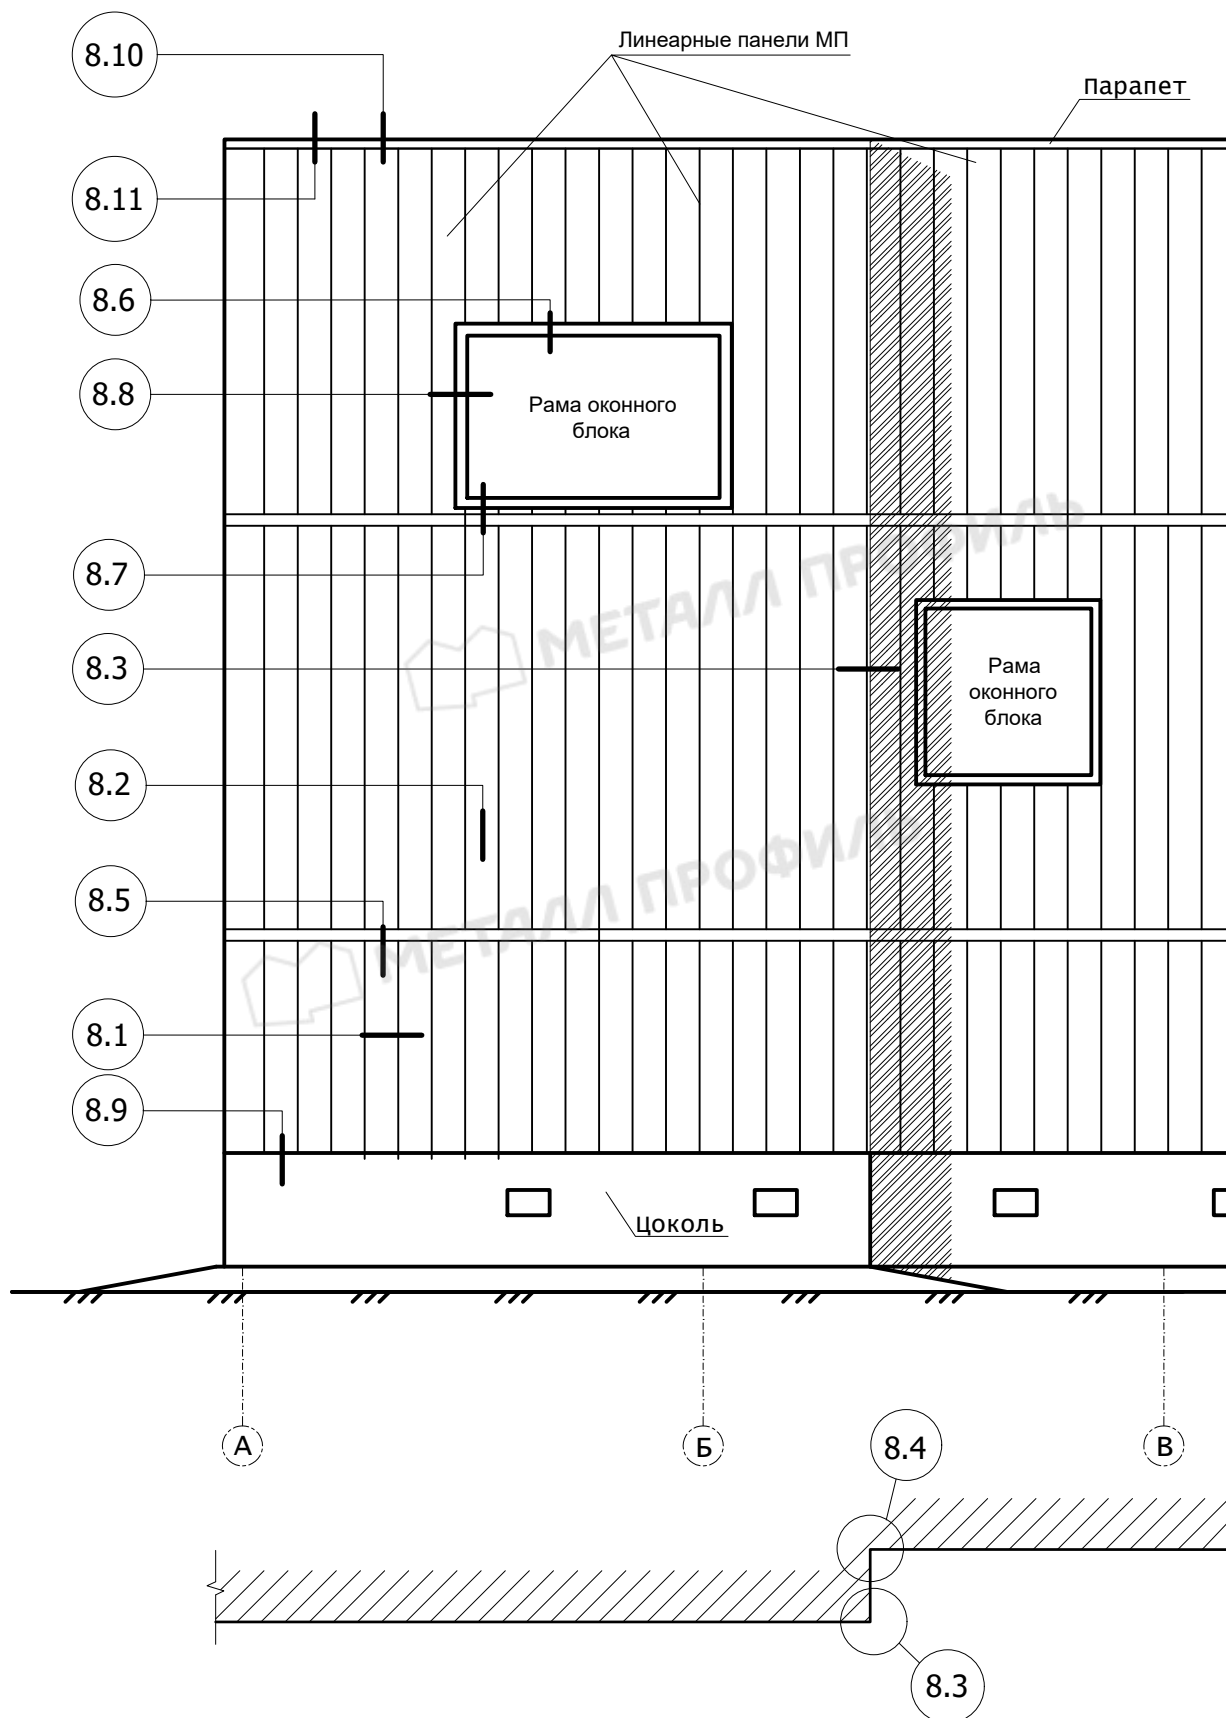 8.10
Линеарные панели МП
Парапет
8.11
8.6
8.8
Рама оконного
блока
МЕТАЛЛ ПРОФИЛЬ
8.7
8.3
Рама
оконного
блока
8.2
МЕТАЛЛ ПРОФИЛЬ
8.5
8.1
8.9
Цоколь
А
Б
В
8.4
8.3